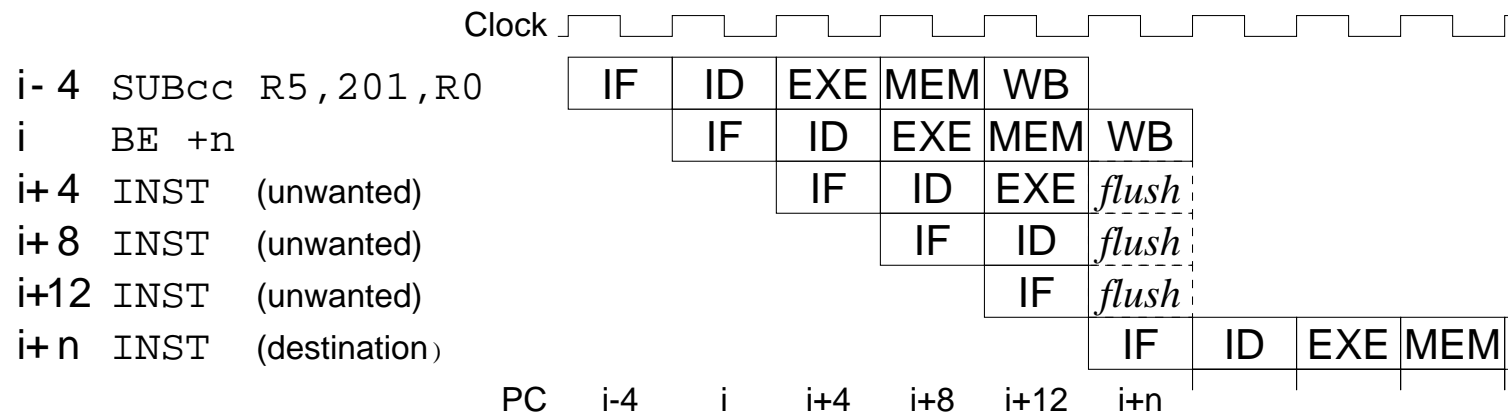 Clock
i- 4 SUBcc R5,201,R0 IF ID EXE MEM WB
i BE +n IF ID EXE MEM WB
i+ 4 INST (unwanted) IF ID EXE flush
i+ 8 INST (unwanted) IF ID flush
i+12 INST (unwanted) IF flush
i+ n INST (destination) IF ID EXE MEM
PC i-4 i i+4 i+8 i+12 i+n